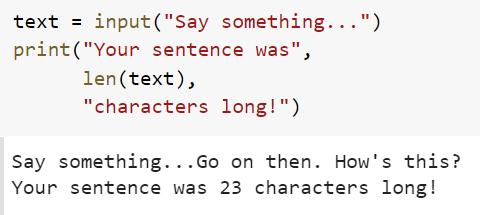 text = input("Say something...")
print("Your sentence was",
      len(text),
      "characters long!")
Say something...Go on then. How's this?
Your sentence was 23 characters long!